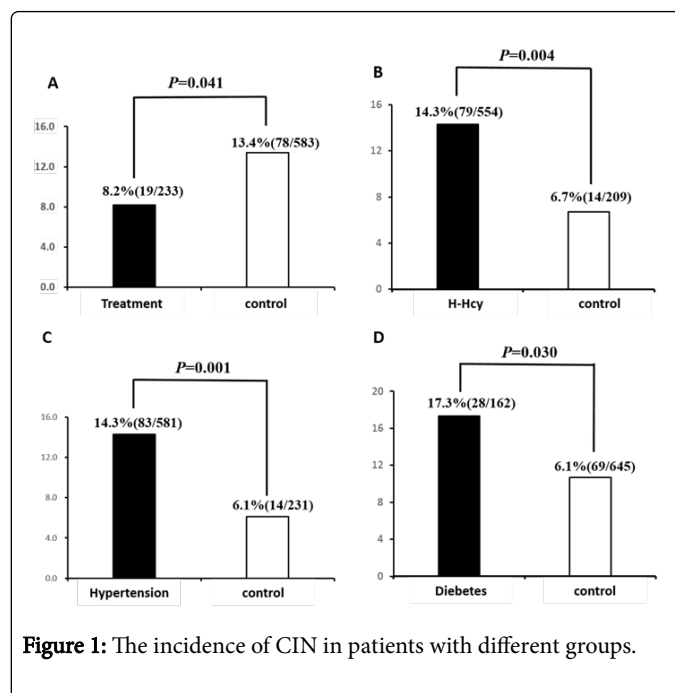 A
P=0.041
16.0
12.0
8.0
4.0
0.0
8.2%(19/233)
13.4%(78/583)
Treatment
control
B
P=0.004
16
12
8
4
0
14.3%(79/554)
6.7%(14/209)
H-Hcy
control
C
P=0.001
16.0
12.0
8.0
4.0
0.0
14.3%(83/581)
6.1%(14/231)
Hypertension
control
D
P=0.030
20
16
12
8
4
0
17.3%(28/162)
6.1%(69/645)
Diebetes
control
Figure 1: The incidence of CIN in patients with different groups.